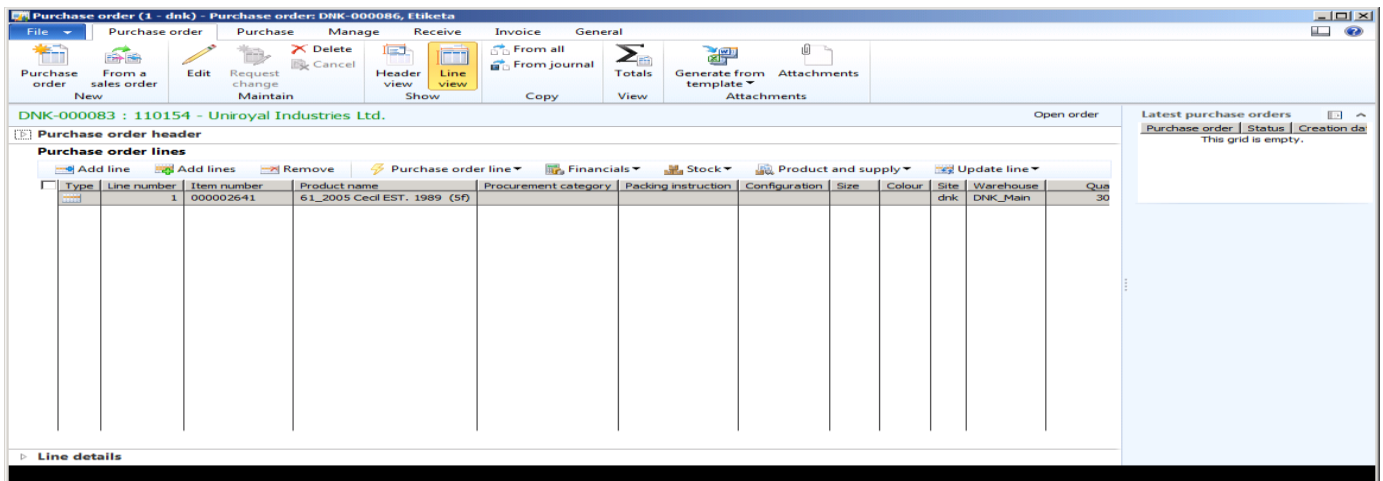 Purchase order (1 - dnk) - Purchase order: DNK-000086, Etiketa
File Purchase order Purchase Manage Receive Invoice General
Purchase order
From a sales order
New
Edit
Request change
Delete
Cancel
Maintain
Header view
Line view
Show
From all
From journal
Copy
Totals
View
Generate from template
Attachments
Attachments
DNK-000083 : 110154 - Uniroyal Industries Ltd.
Open order
Purchase order header
Purchase order lines
Add line Add lines Remove Purchase order line Financials Stock Product and supply Update line
Type Line number Item number Product name Procurement category Packing instruction Configuration Size Colour Site Warehouse Qua
1 000002641 61_2005 Cecil EST. 1989 (5f) dnk DNK_Main 30
Line details
Latest purchase orders
Purchase order Status Creation da
This grid is empty.